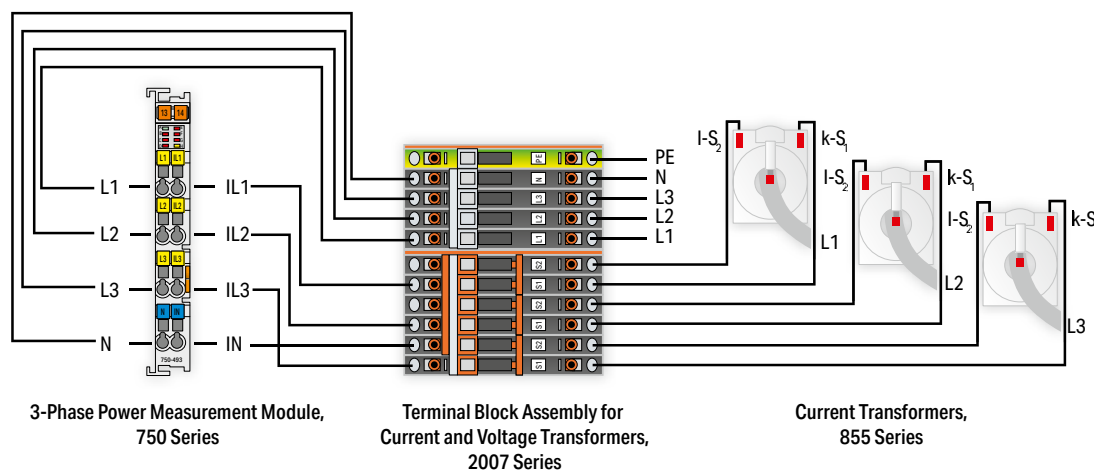 13 14
L1 IL1
L2 IL2
L3 IL3
N IN
750-493
L1
L2
L3
N
IL1
IL2
IL3
IN
PE
N
L3
L2
L1
S2
S1
S2
S1
S2
S1
PE
N
L3
L2
L1
l-S2
k-S1
L1
l-S2
k-S1
L2
l-S2
k-S
L3
3-Phase Power Measurement Module,
750 Series
Terminal Block Assembly for
Current and Voltage Transformers,
2007 Series
Current Transformers,
855 Series